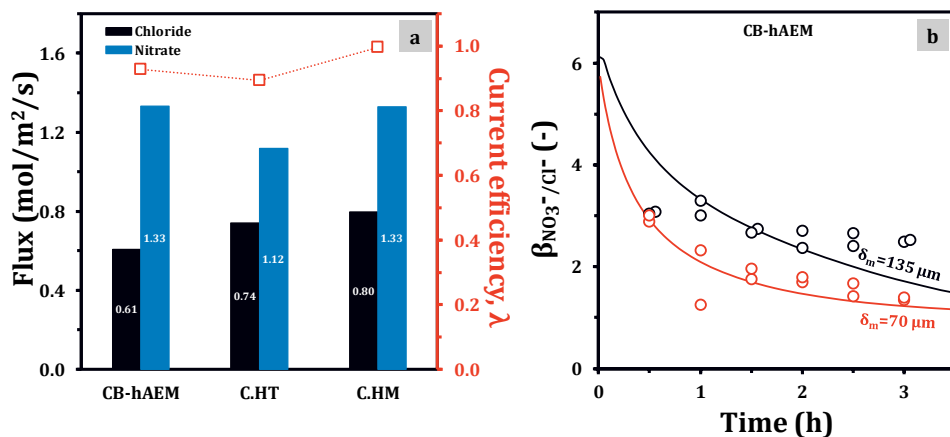 Chloride
Nitrate
a
Flux (mol/m²/s)
1.6
1.2
0.8
0.4
0.0
0.61
1.33
0.74
1.12
0.80
1.33
CB-hAEM
C.HT
C.HM
1.0
0.8
0.6
0.4
0.2
0.0
Current efficiency, λ
CB-hAEM
b
βNO₃⁻/Cl⁻ (-)
6
4
2
0
δₘ=135 μm
δₘ=70 μm
0
1
2
3
Time (h)